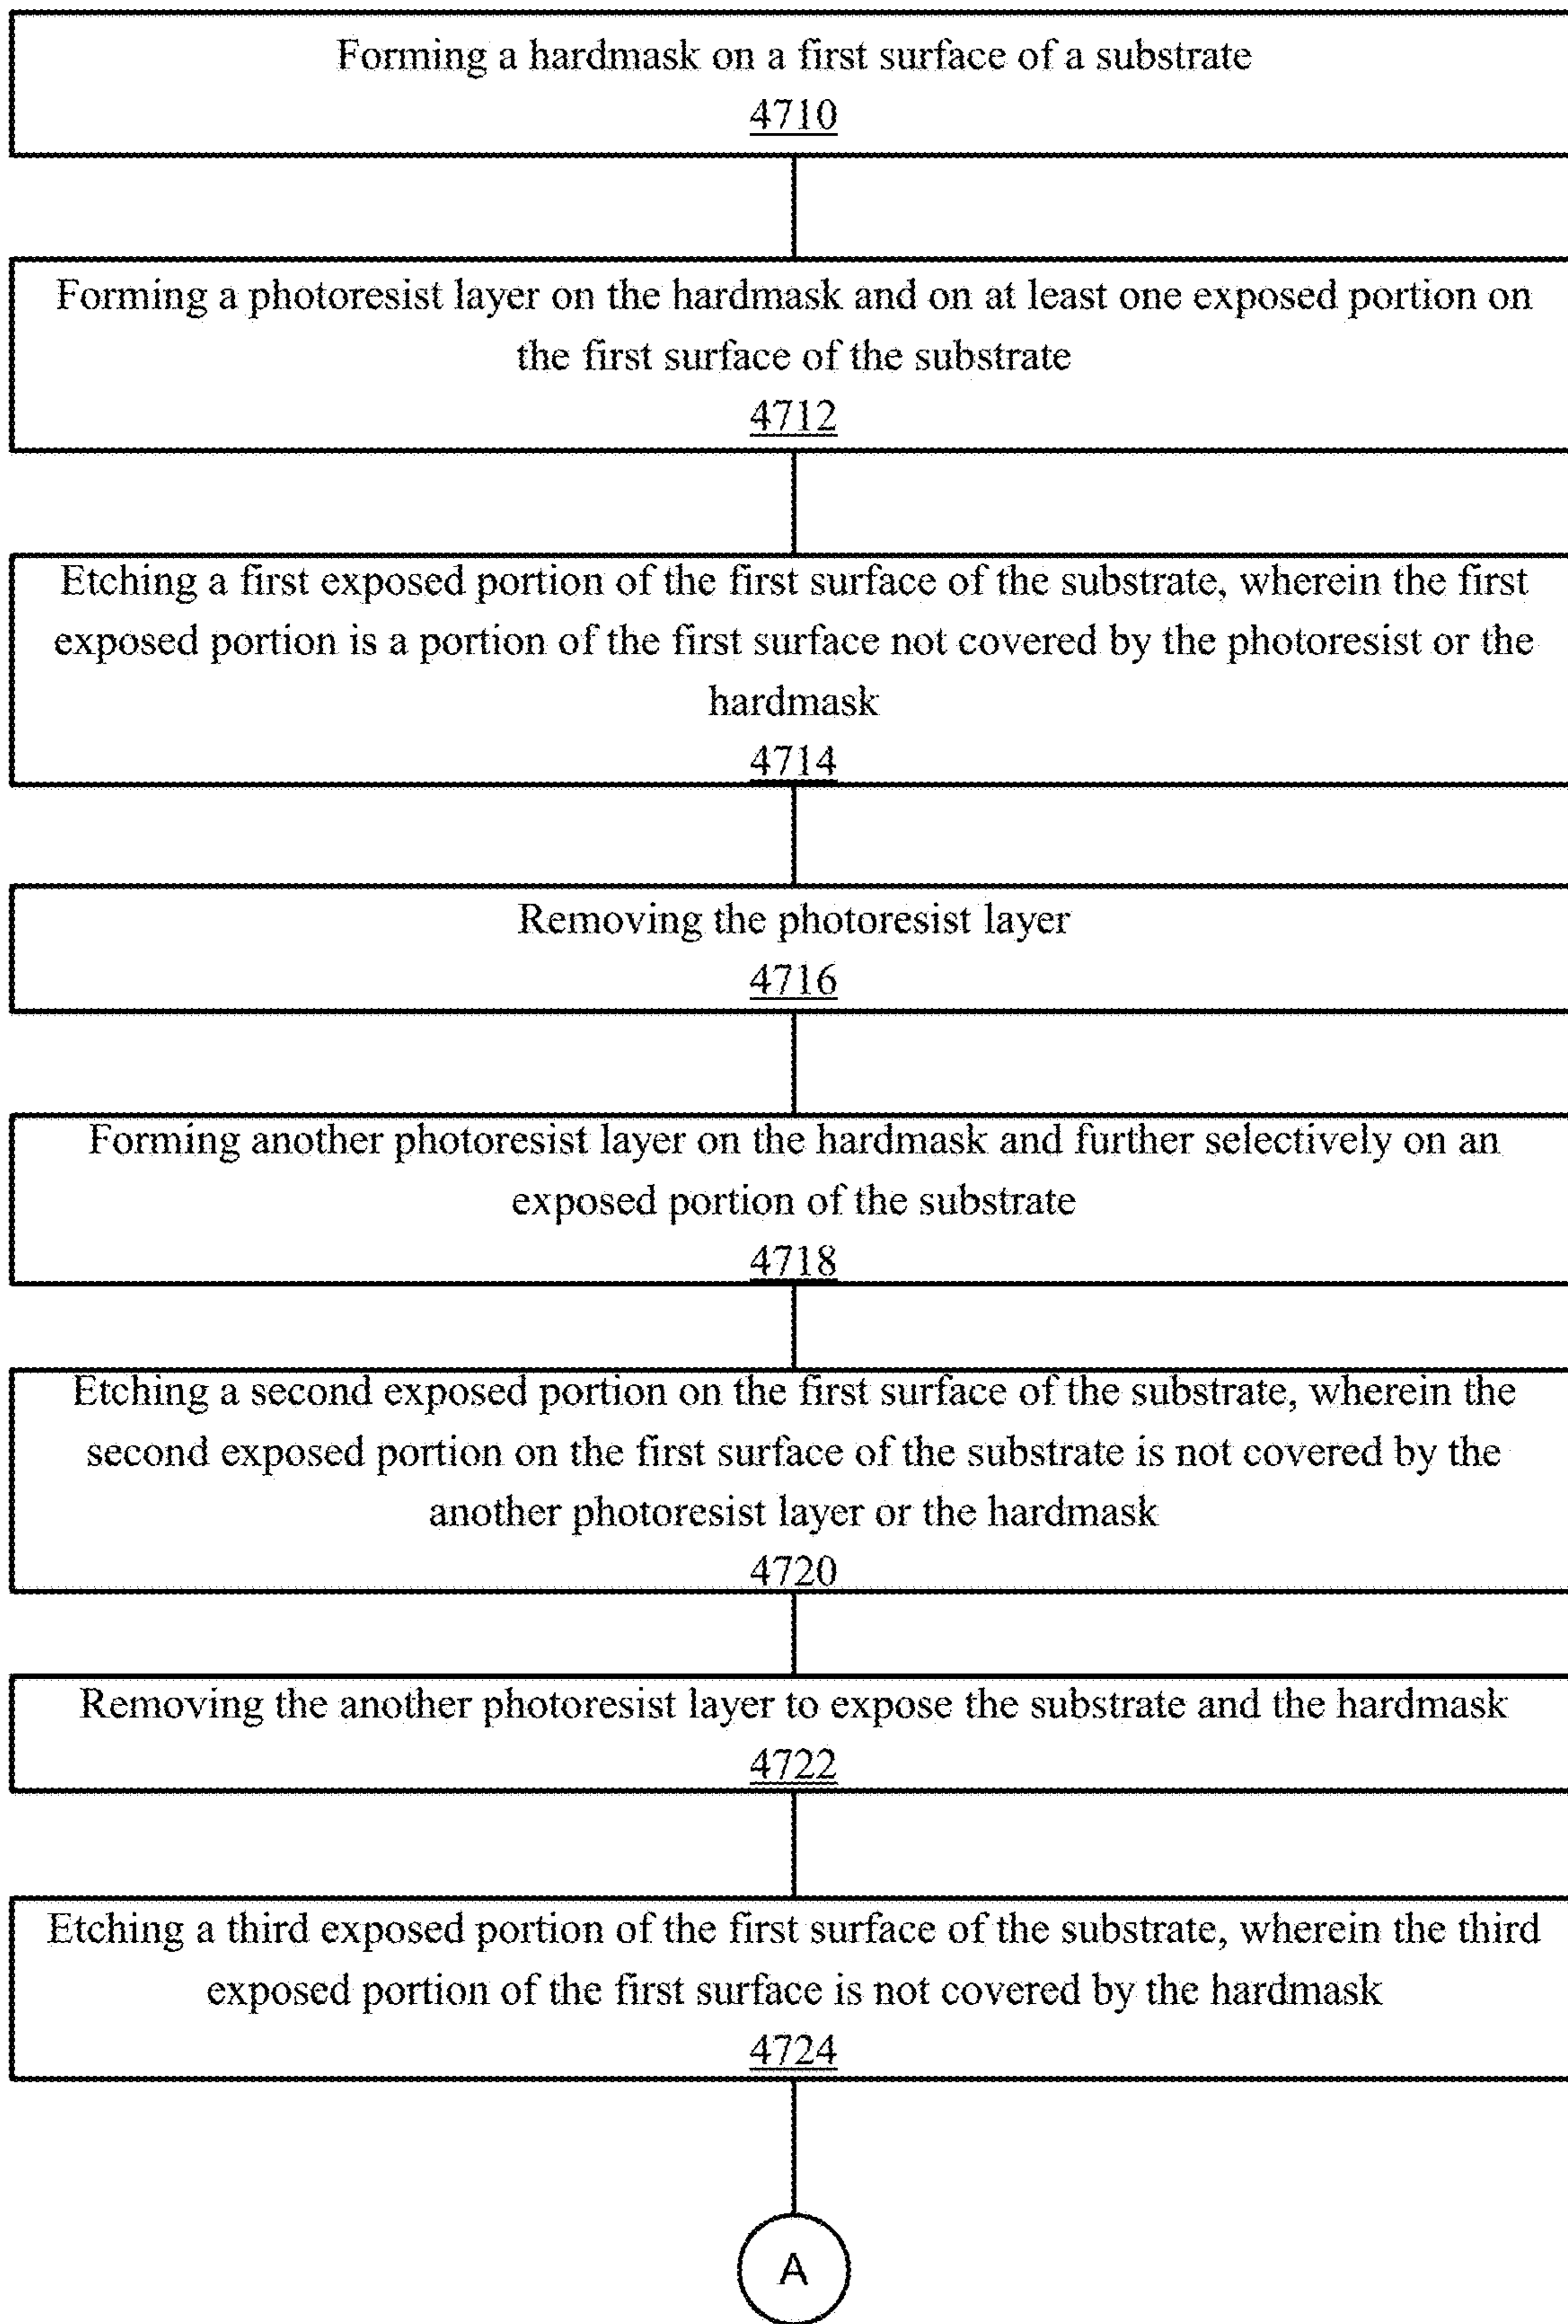 Forming a hardmask on a first surface of a substrate
4710
Forming a photoresist layer on the hardmask and on at least one exposed portion on
the first surface of the substrate
4712
Etching a first exposed portion of the first surface of the substrate, wherein the first
exposed portion is a portion of the first surface not covered by the photoresist or the
hardmask
4714
Removing the photoresist layer
4716
Forming another photoresist layer on the hardmask and further selectively on an
exposed portion of the substrate
4718
Etching a second exposed portion on the first surface of the substrate, wherein the
second exposed portion on the first surface of the substrate is not covered by the
another photoresist layer or the hardmask
4720
Removing the another photoresist layer to expose the substrate and the hardmask
4722
Etching a third exposed portion of the first surface of the substrate, wherein the third
exposed portion of the first surface is not covered by the hardmask
4724
A